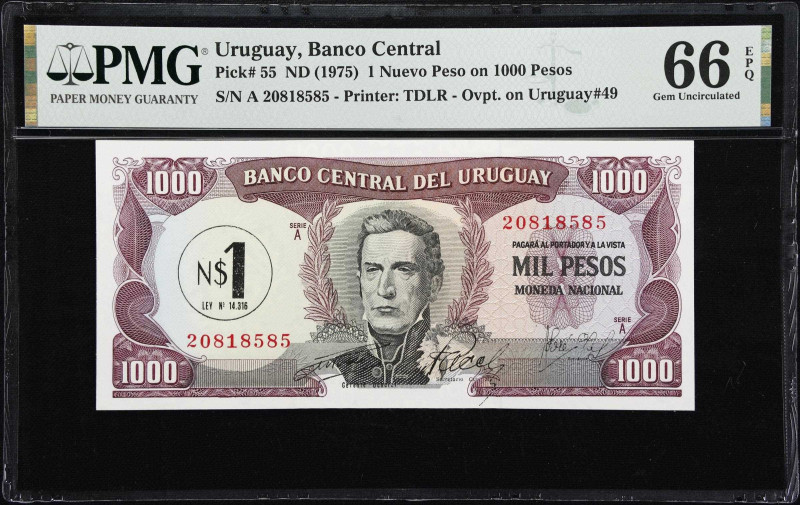 PMG®
PAPER MONEY GUARANTY
Uruguay, Banco Central
Pick# 55 ND (1975) 1 Nuevo Peso on 1000 Pesos
S/N A 20818585 - Printer: TDLR - Ovpt. on Uruguay#49
66 EPQ
Gem Uncirculated
1000 BANCO CENTRAL DEL URUGUAY 1000
SERIE A
20818585
PAGARÁ AL PORTADOR Y A LA VISTA
MIL PESOS
MONEDA NACIONAL
N$ 1
LEY Nº 14.316
SERIE A
20818585
1000 1000